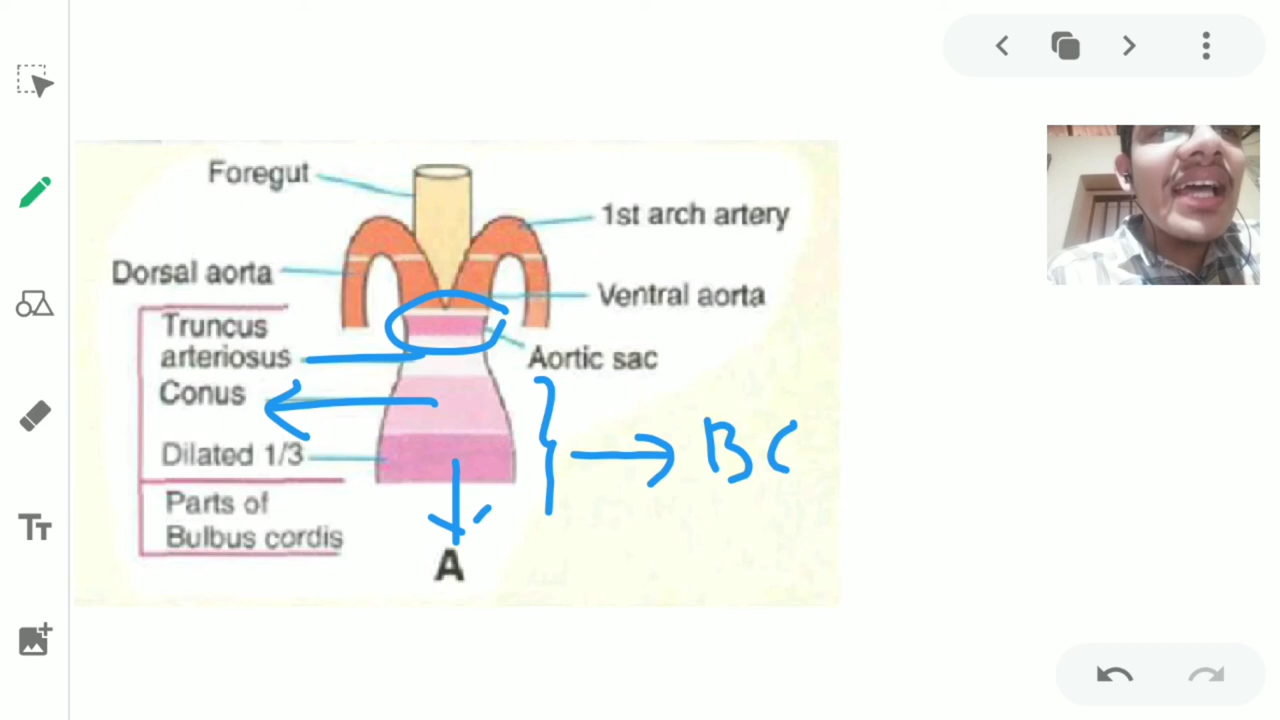 Foregut
1st arch artery
Dorsal aorta
Ventral aorta
Truncus
arteriosus
Aortic sac
Conus
Dilated 1/3
BC
Parts of
Bulbus cordis
A
TT